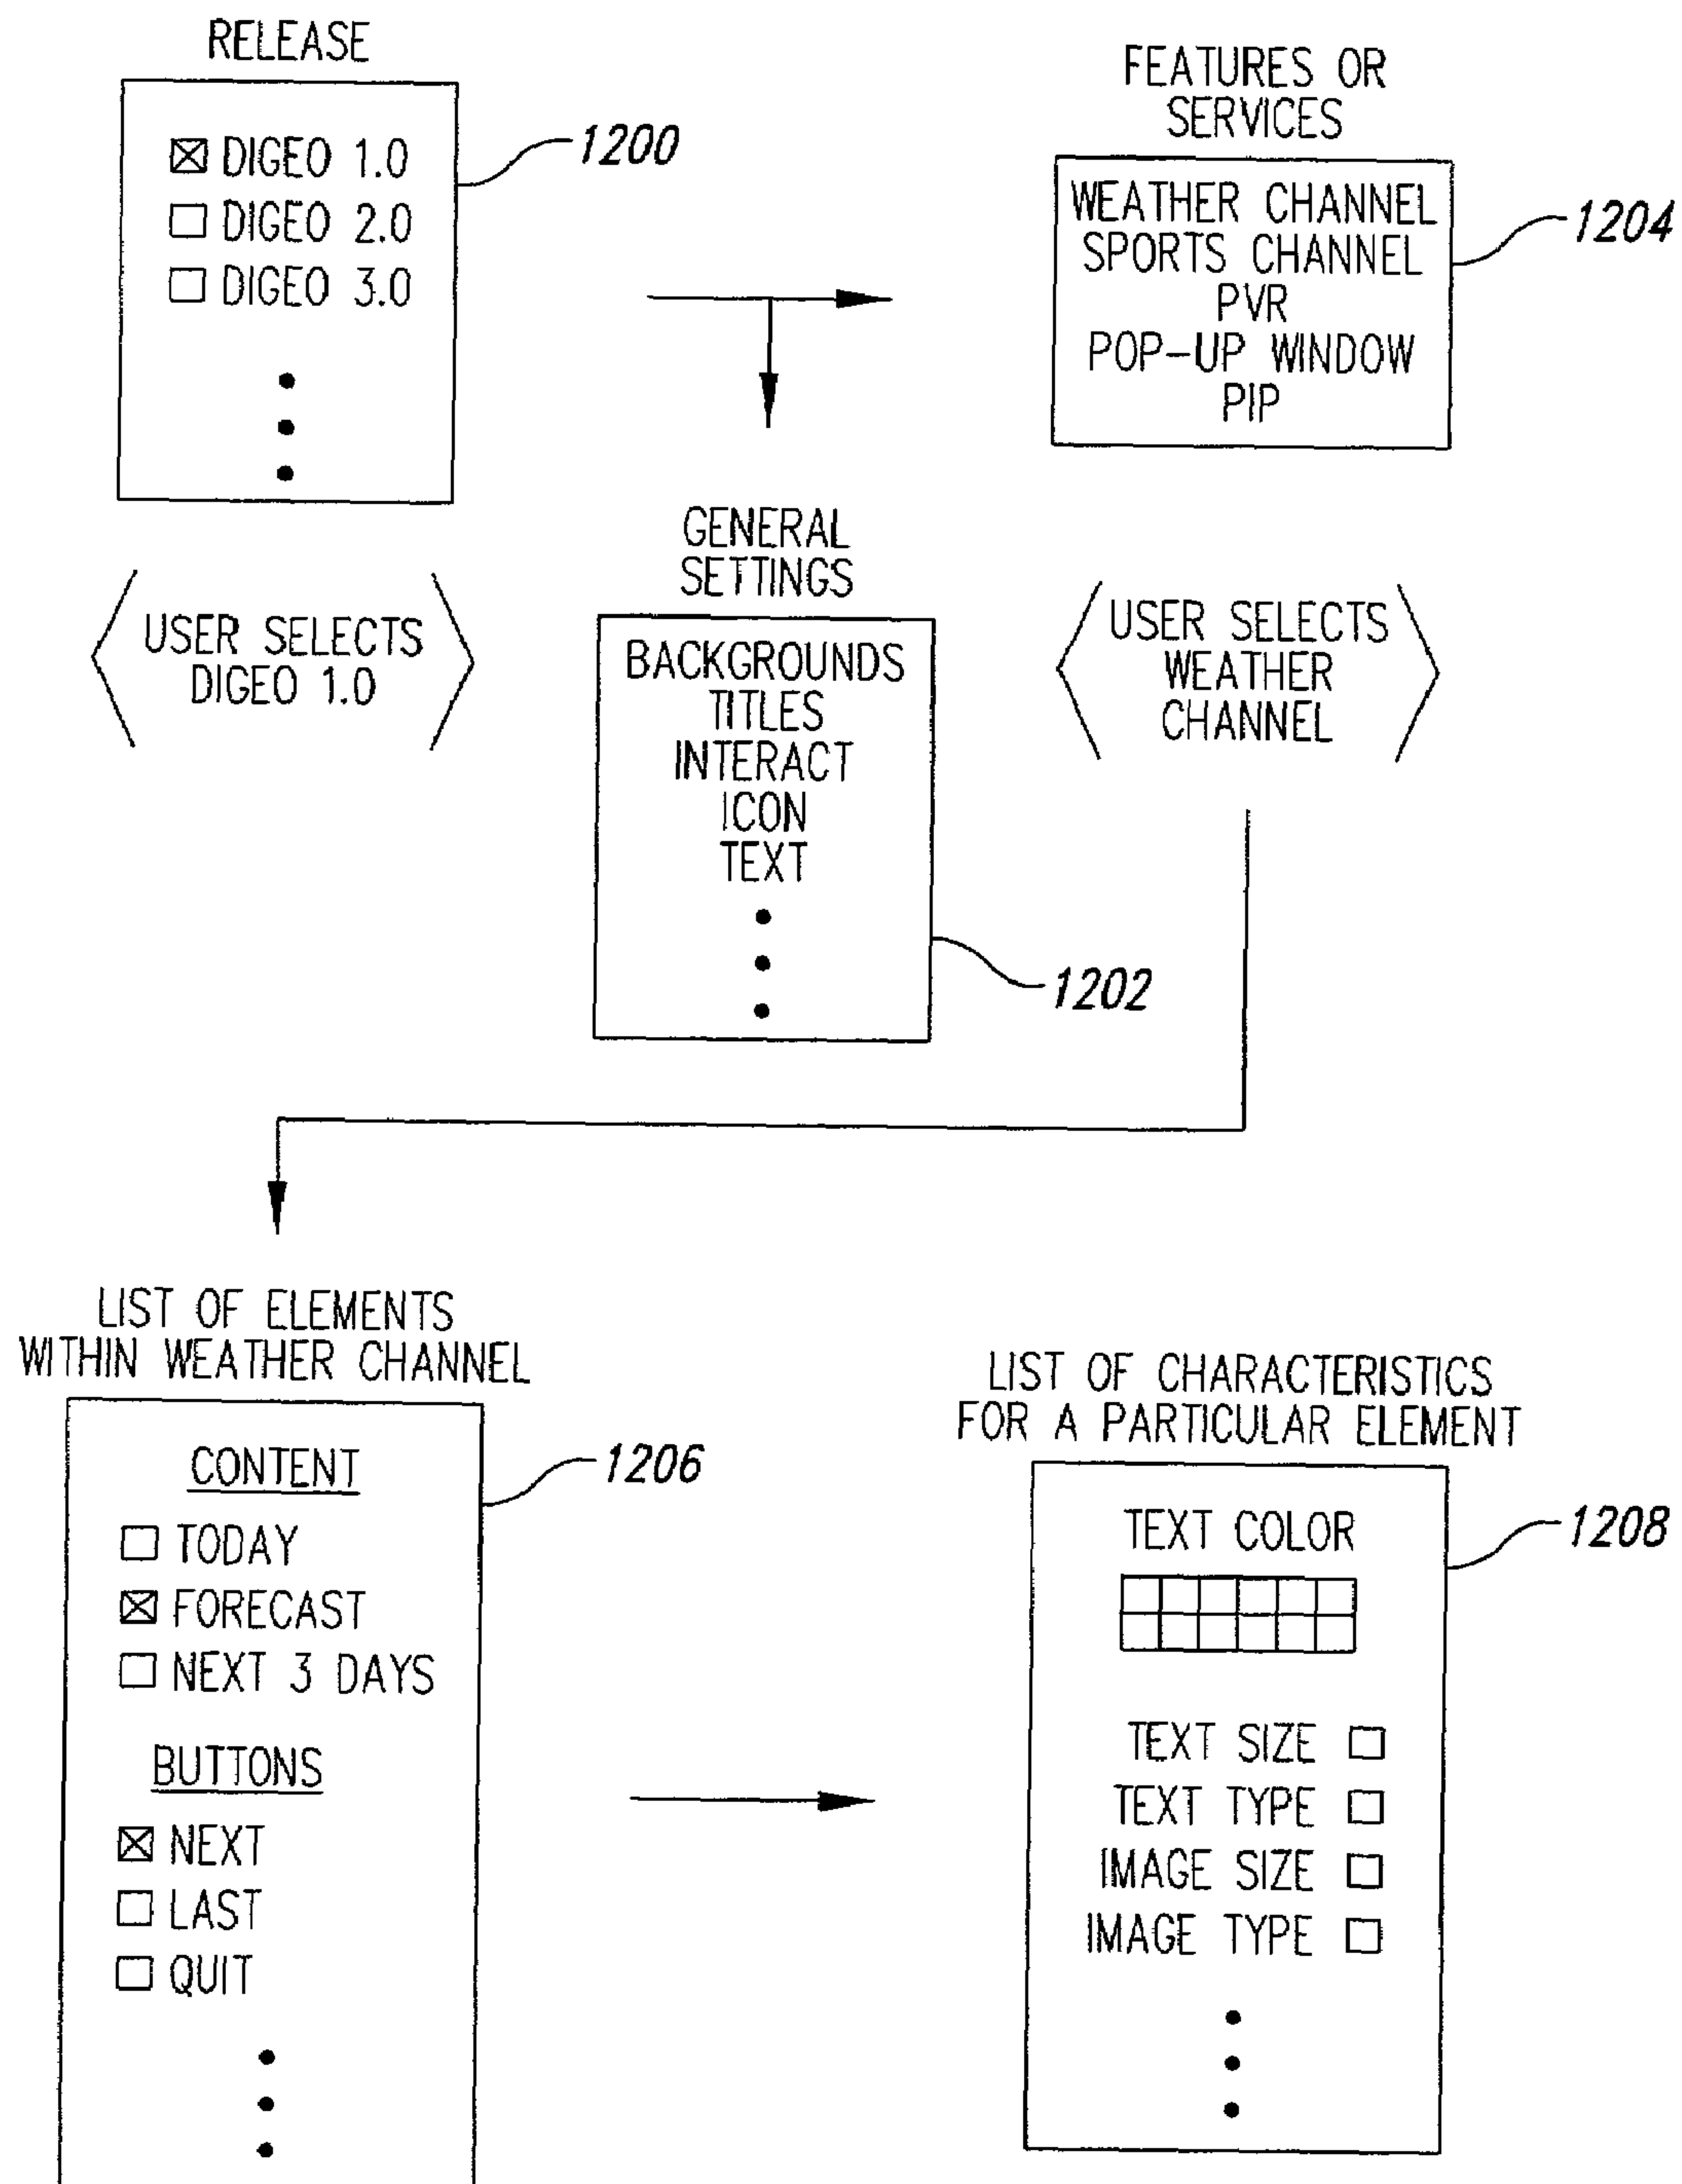 RELEASE
☒ DIGEO 1.0
☐ DIGEO 2.0
☐ DIGEO 3.0
1200
FEATURES OR
SERVICES
WEATHER CHANNEL
SPORTS CHANNEL
PVR
POP-UP WINDOW
PIP
1204
USER SELECTS
DIGEO 1.0
GENERAL
SETTINGS
BACKGROUNDS
TITLES
INTERACT
ICON
TEXT
1202
USER SELECTS
WEATHER
CHANNEL
LIST OF ELEMENTS
WITHIN WEATHER CHANNEL
CONTENT
☐ TODAY
☒ FORECAST
☐ NEXT 3 DAYS
BUTTONS
☒ NEXT
☐ LAST
☐ QUIT
1206
LIST OF CHARACTERISTICS
FOR A PARTICULAR ELEMENT
TEXT COLOR
TEXT SIZE ☐
TEXT TYPE ☐
IMAGE SIZE ☐
IMAGE TYPE ☐
1208